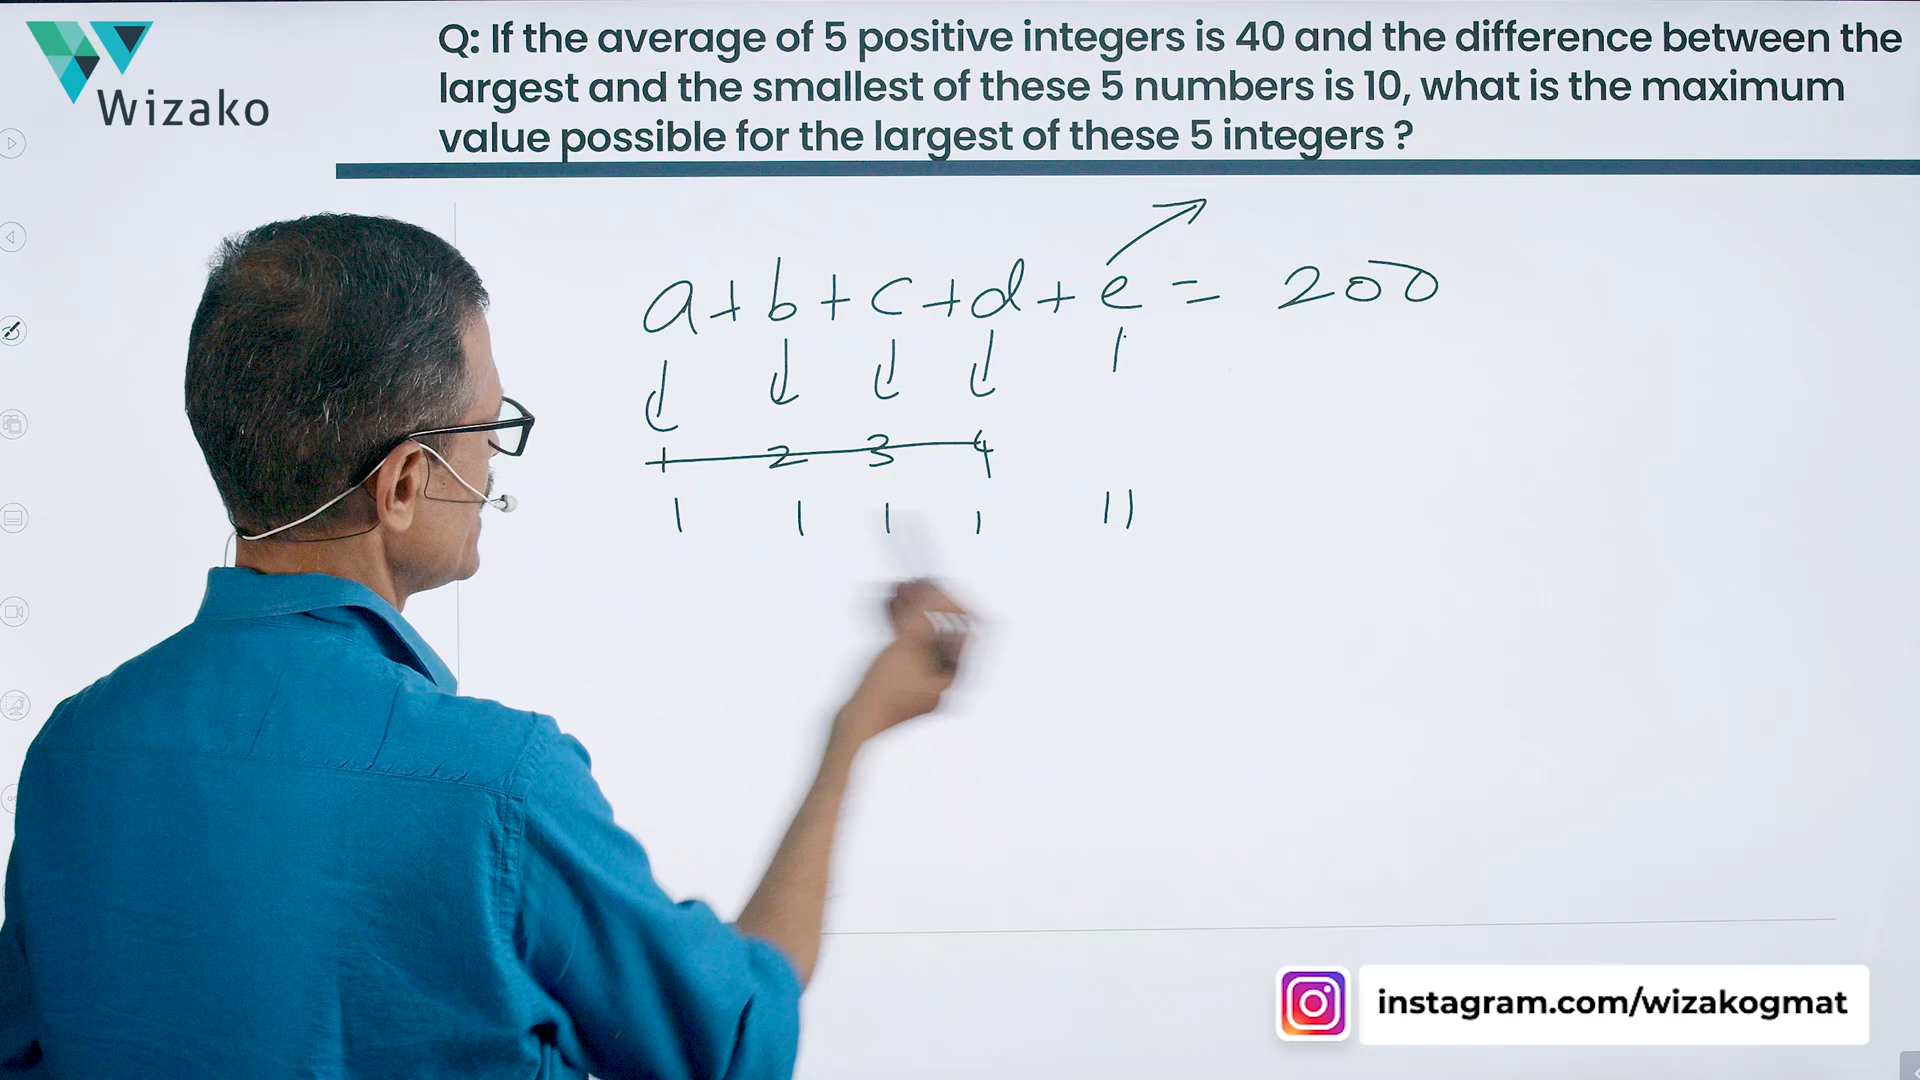 Wizako
Q: If the average of 5 positive integers is 40 and the difference between the
largest and the smallest of these 5 numbers is 10, what is the maximum
value possible for the largest of these 5 integers ?
a+b+c+d+e = 200
1 2 3 4
1 1 1 1 11
instagram.com/wizakogmat